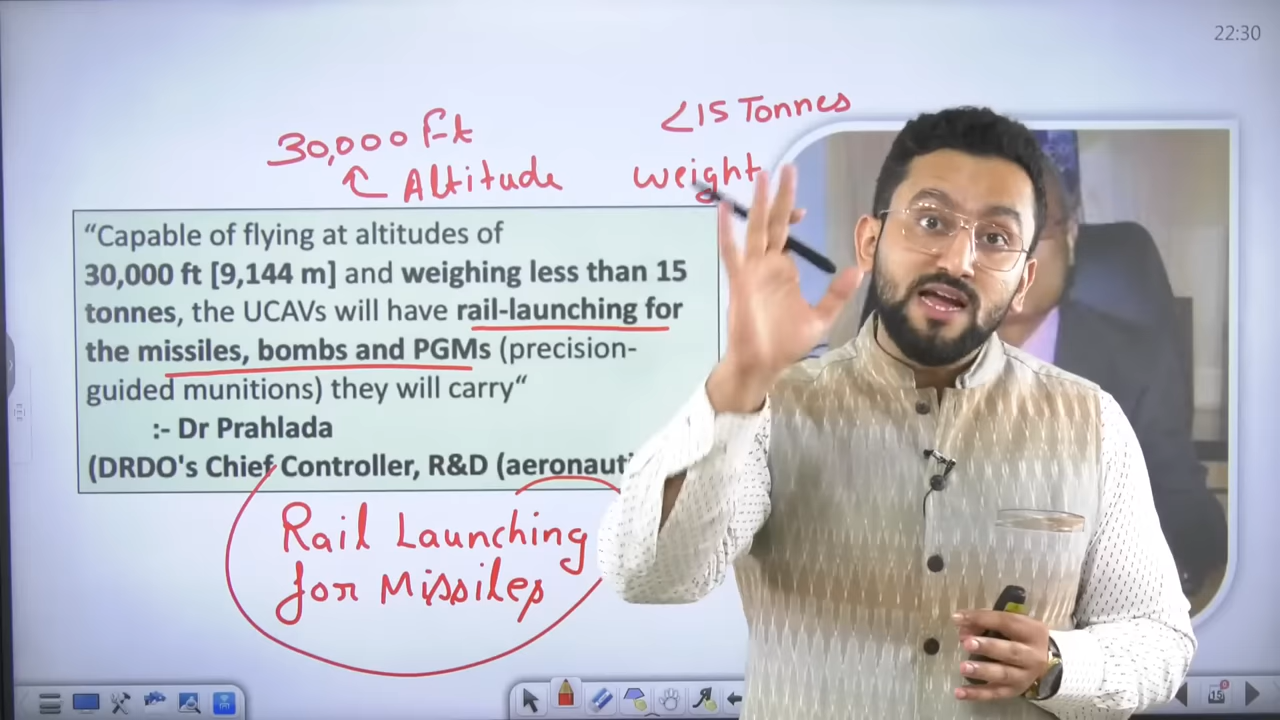 22:30
<15 Tonnes
30,000 ft
Altitude
weight
“Capable of flying at altitudes of
30,000 ft [9,144 m] and weighing less than 15
tonnes, the UCAVs will have rail-launching for
the missiles, bombs and PGMs (precision-
guided munitions) they will carry“
:- Dr Prahlada
(DRDO's Chief Controller, R&D (aeronauti
Rail Launching
for Missiles
15